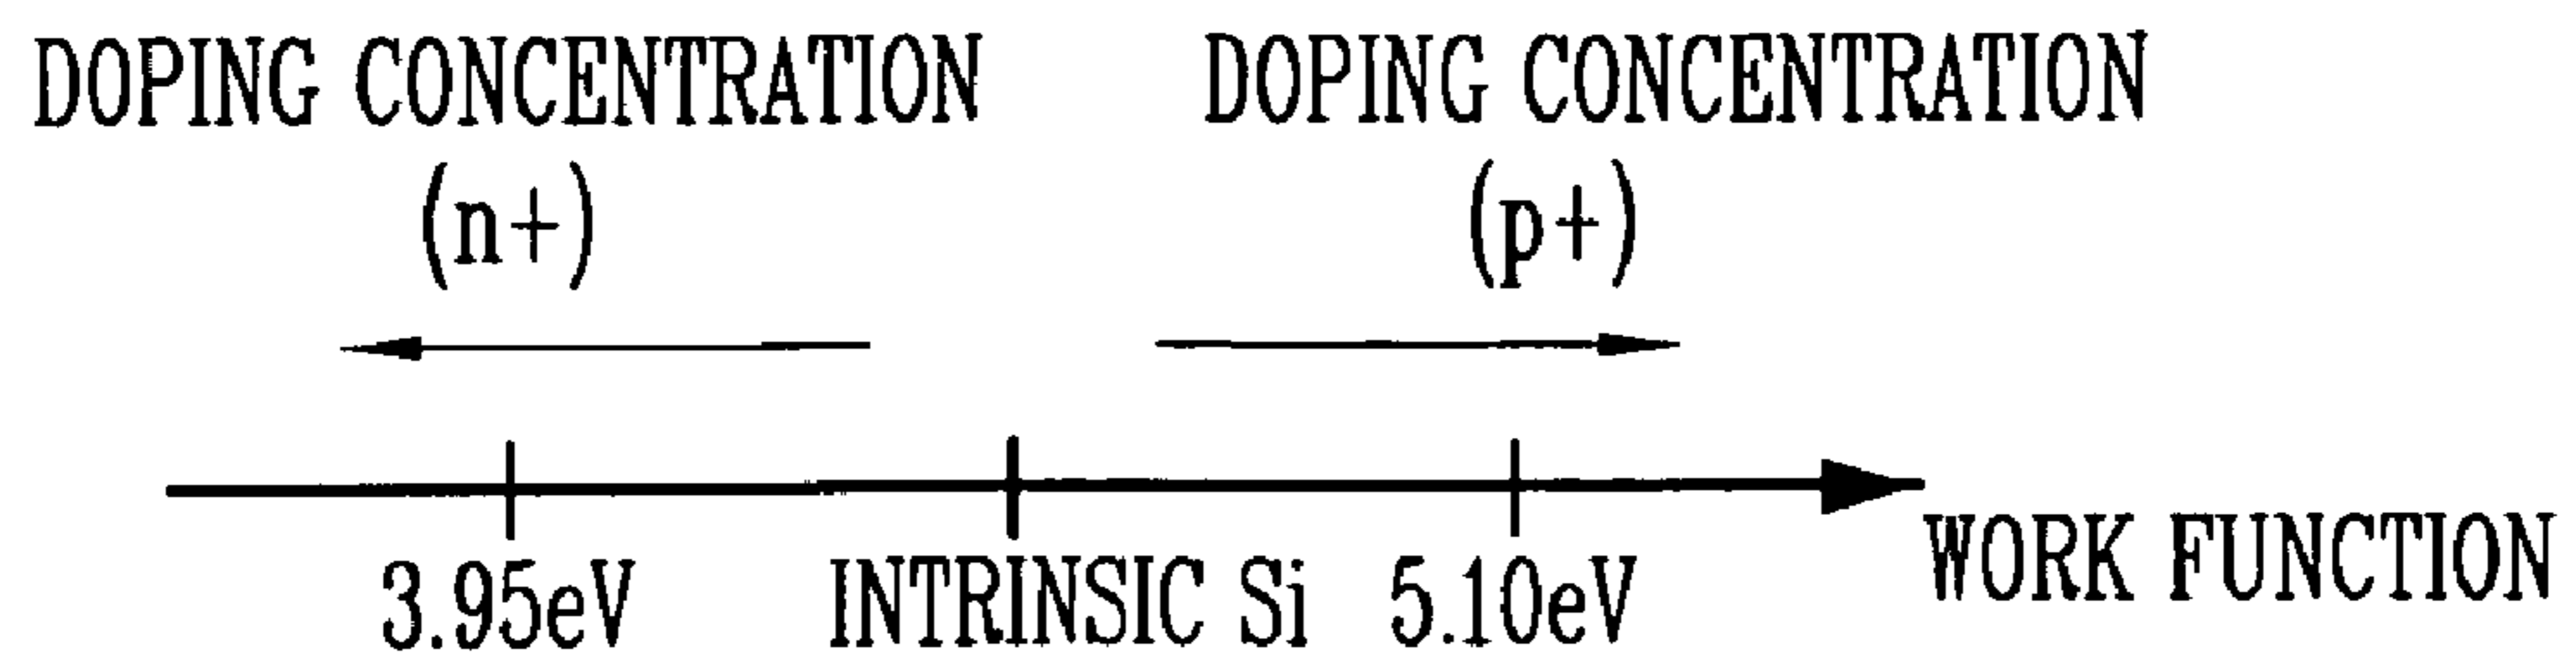 DOPING CONCENTRATION
(n+)
DOPING CONCENTRATION
(p+)
3.95eV
INTRINSIC Si
5.10eV
WORK FUNCTION